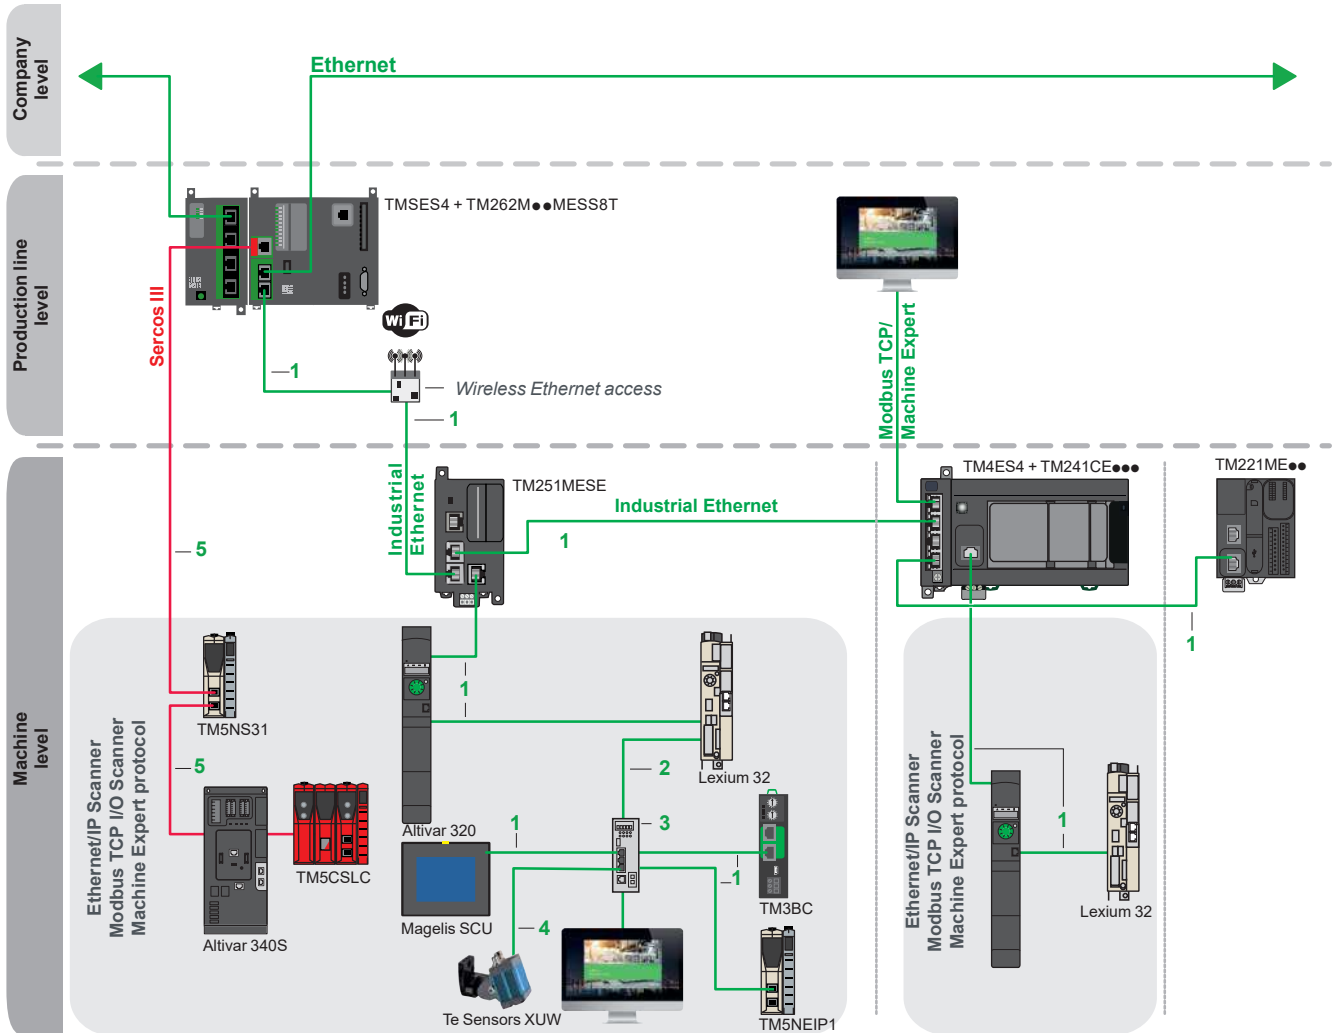 Company
level
Ethernet
Production line
level
TMSES4 + TM262M●●MESS8T
Sercos III
Wi Fi
1
Wireless Ethernet access
1
Modbus TCP/
Machine Expert
Machine
level
Industrial
Ethernet
TM251MESE
Industrial Ethernet
1
TM4ES4 + TM241CE●●●
TM221ME●●
5
1
TM5NS31
5
Ethernet/IP Scanner
Modbus TCP I/O Scanner
Machine Expert protocol
Altivar 340S
TM5CSLC
1
Altivar 320
Lexium 32
2
3
1
Magelis SCU
1
TM3BC
4
Te Sensors XUW
TM5NEIP1
Ethernet/IP Scanner
Modbus TCP I/O Scanner
Machine Expert protocol
1
Lexium 32